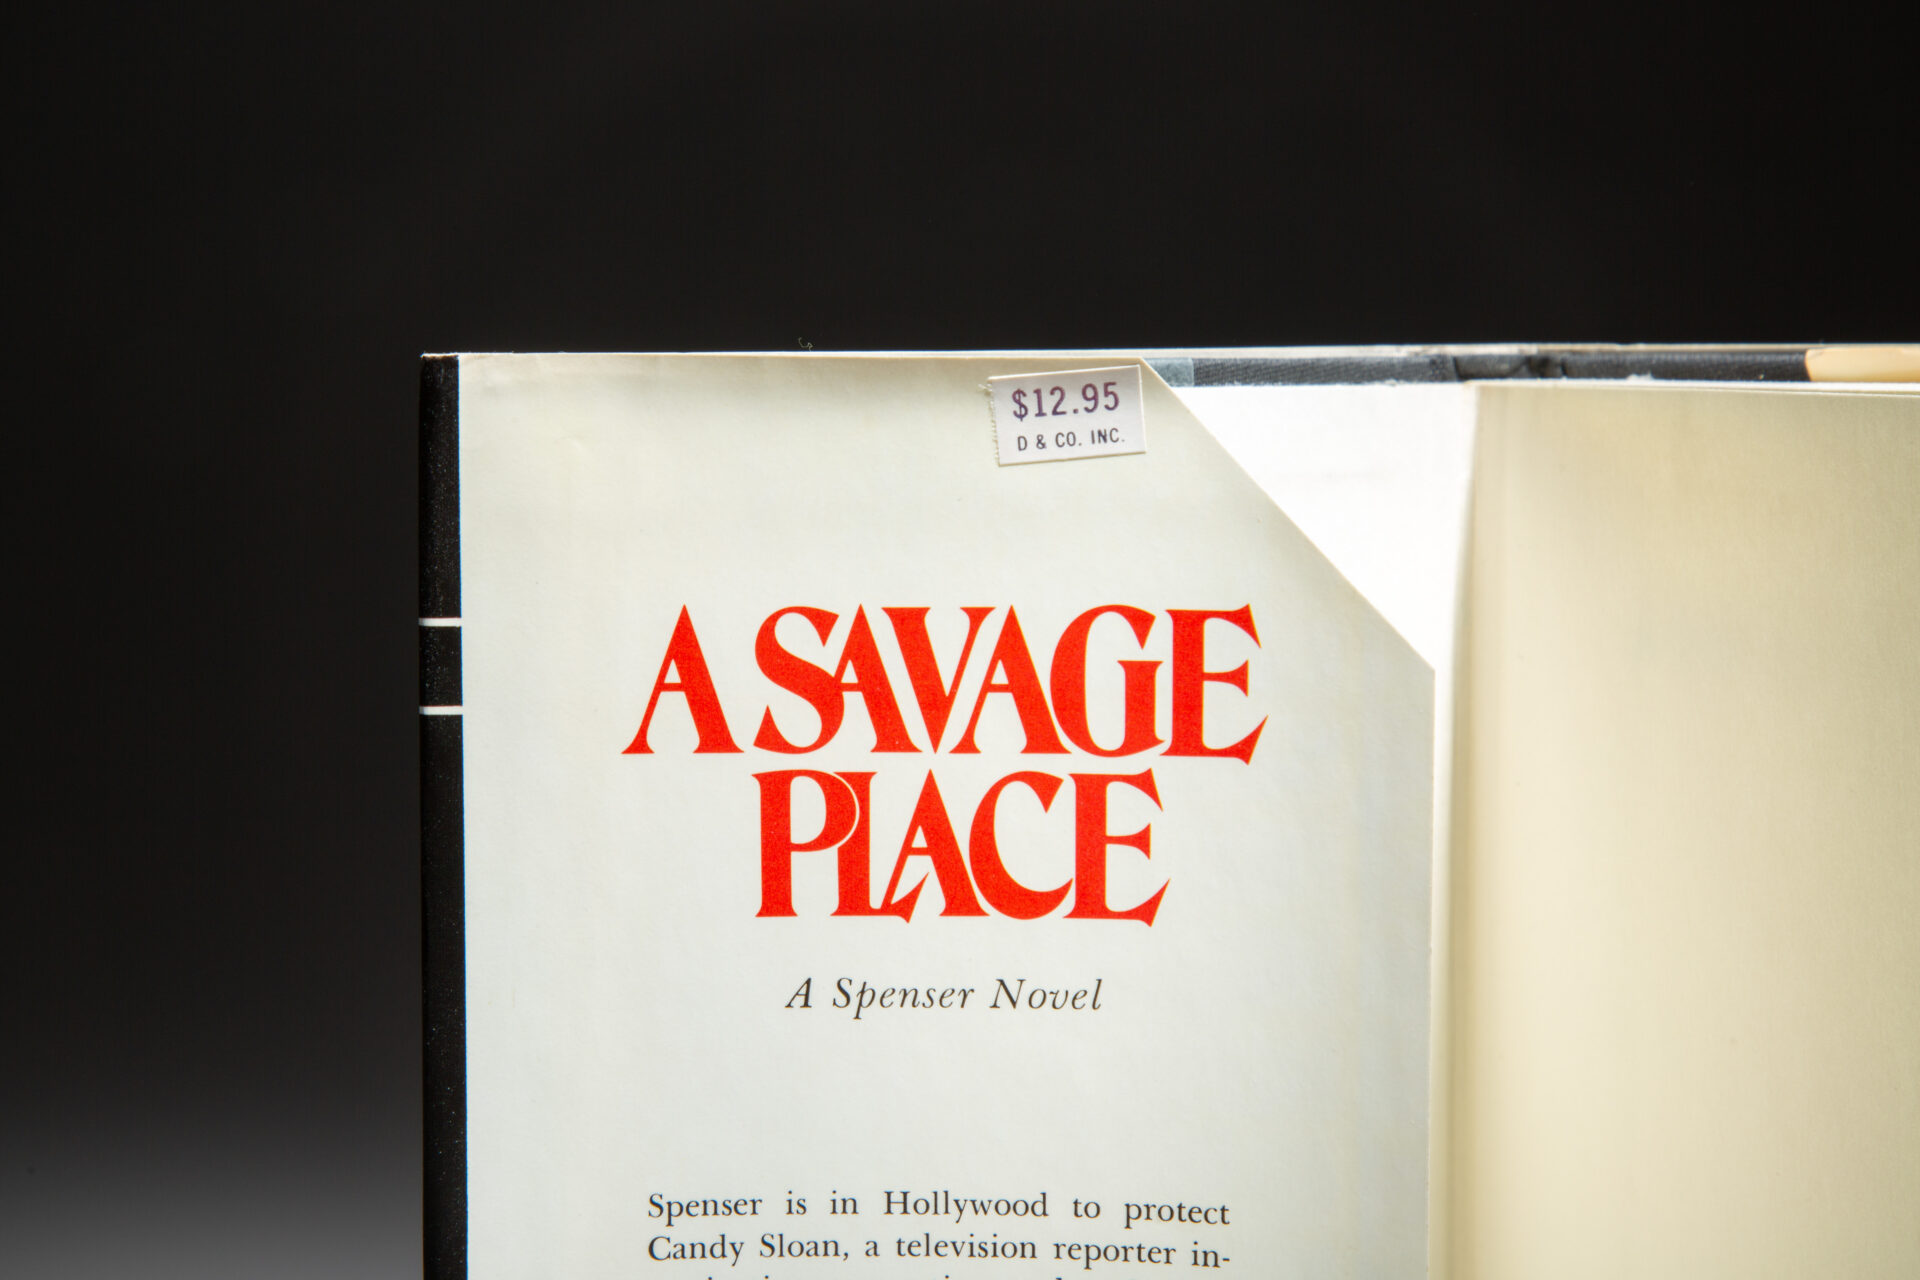 $12.95
D & CO. INC.
A SAVAGE
PLACE
A Spenser Novel
Spenser is in Hollywood to protect
Candy Sloan, a television reporter in-